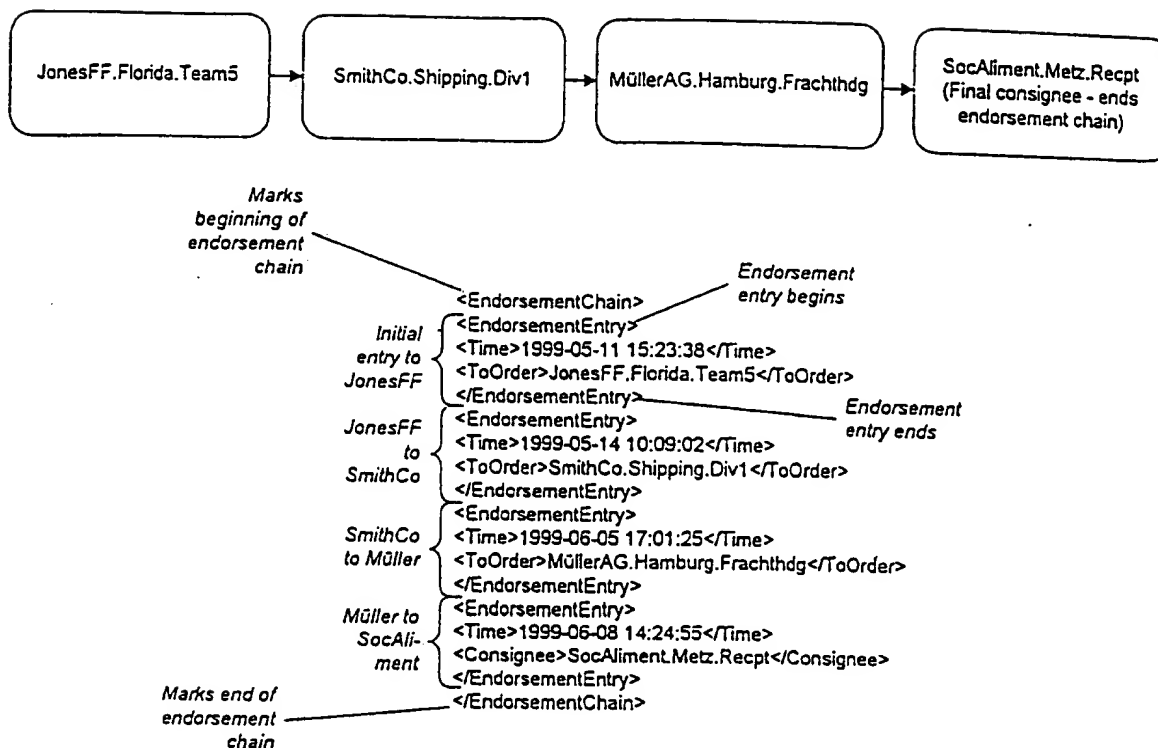 JonesFF.Florida.Team5
SmithCo.Shipping.Div1
MüllerAG.Hamburg.Frachthdg
SocAliment.Metz.Recpt
(Final consignee - ends
endorsement chain)
Marks
beginning of
endorsement
chain
Endorsement
entry begins
<EndorsementChain>
<EndorsementEntry>
<Time>1999-05-11 15:23:38</Time>
<ToOrder>JonesFF.Florida.Team5</ToOrder>
</EndorsementEntry>
Initial
entry to
JonesFF
Endorsement
entry ends
<EndorsementEntry>
<Time>1999-05-14 10:09:02</Time>
<ToOrder>SmithCo.Shipping.Div1</ToOrder>
</EndorsementEntry>
JonesFF
to
SmithCo
<EndorsementEntry>
<Time>1999-06-05 17:01:25</Time>
<ToOrder>MüllerAG.Hamburg.Frachthdg</ToOrder>
</EndorsementEntry>
SmithCo
to Müller
<EndorsementEntry>
<Time>1999-06-08 14:24:55</Time>
<Consignee>SocAliment.Metz.Recpt</Consignee>
</EndorsementEntry>
Müller to
SocAli-
ment
</EndorsementChain>
Marks end of
endorsement
chain